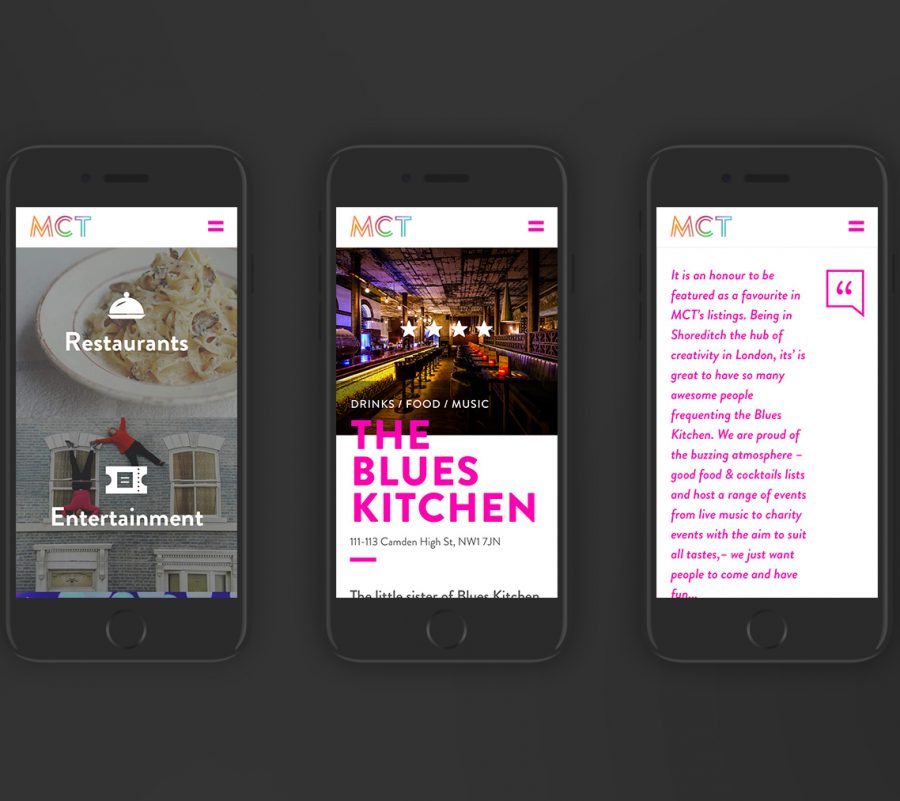 MCT
Restaurants
Entertainment
MCT
DRINKS / FOOD / MUSIC
THE
BLUES
KITCHEN
111-113 Camden High St, NW1 7JN
The little sister of Blues Kitchen
MCT
It is an honour to be
featured as a favourite in
MCT's listings. Being in
Shoreditch the hub of
creativity in London, its' is
great to have so many
awesome people
frequenting the Blues
Kitchen. We are proud of
the buzzing atmosphere –
good food & cocktails lists
and host a range of events
from live music to charity
events with the aim to suit
all tastes,– we just want
people to come and have
fun...
“